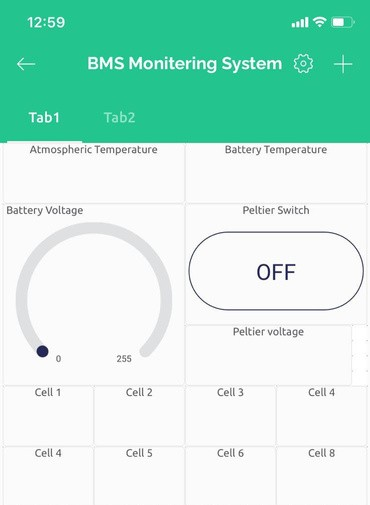 12:59
BMS Monitering System
Tab1 Tab2
Atmospheric Temperature Battery Temperature
Battery Voltage Peltier Switch
OFF
Peltier voltage
0 255
Cell 1 Cell 2 Cell 3 Cell 4
Cell 4 Cell 5 Cell 6 Cell 8